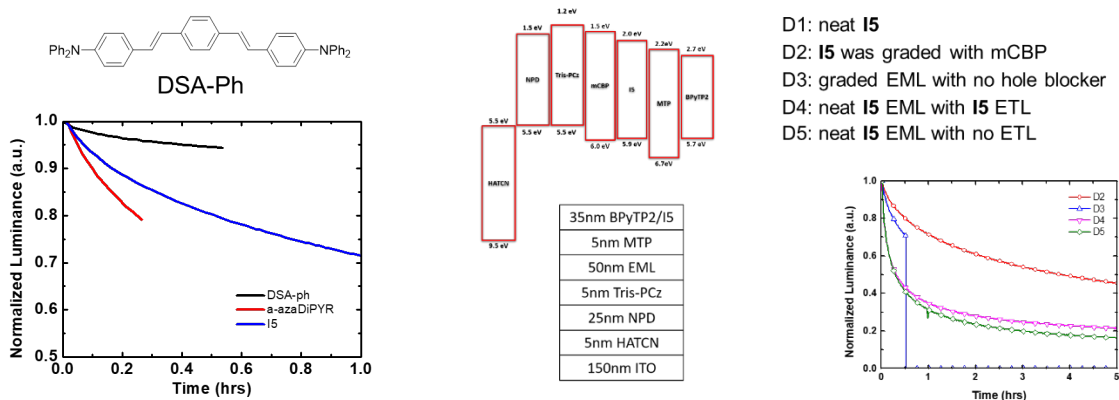 NPh₂
Ph₂N
DSA-Ph
Normalized Luminance (a.u.)
1.0
0.9
0.8
0.7
0.6
0.5
DSA-ph
a-azaDiPYR
I5
0.0
0.2
0.4
0.6
0.8
1.0
Time (hrs)
1.2 eV
1.5 eV
1.5 eV
2.0 eV
2.2eV
2.7 eV
NPD
Tris-PCz
mCBP
I5
MTP
BPyTP2
5.5 eV
5.5 eV
5.5 eV
6.0 eV
5.9 eV
6.7eV
5.7 eV
HATCN
9.5 eV
35nm BPyTP2/I5
5nm MTP
50nm EML
5nm Tris-PCz
25nm NPD
5nm HATCN
150nm ITO
D1: neat I5
D2: I5 was graded with mCBP
D3: graded EML with no hole blocker
D4: neat I5 EML with I5 ETL
D5: neat I5 EML with no ETL
Normalized Luminance (a.u.)
1.0
0.8
0.6
0.4
0.2
0.0
D2
D3
D4
D5
0
1
2
3
4
5
Time (hrs)